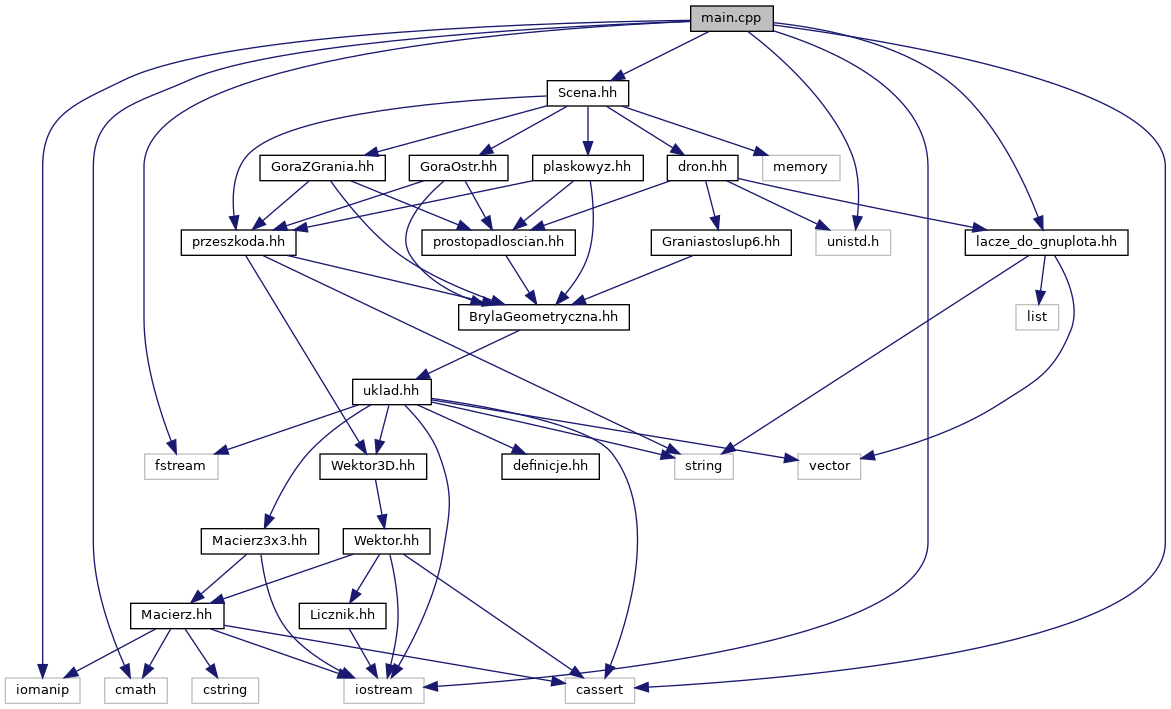 main.cpp
Scena.hh
GoraZGrania.hh
GoraOstr.hh
plaskowyz.hh
dron.hh
memory
przeszkoda.hh
prostopadloscian.hh
Graniastoslup6.hh
unistd.h
lacze_do_gnuplota.hh
BrylaGeometryczna.hh
list
uklad.hh
fstream
Wektor3D.hh
definicje.hh
string
vector
Macierz3x3.hh
Wektor.hh
Macierz.hh
Licznik.hh
iomanip
cmath
cstring
iostream
cassert